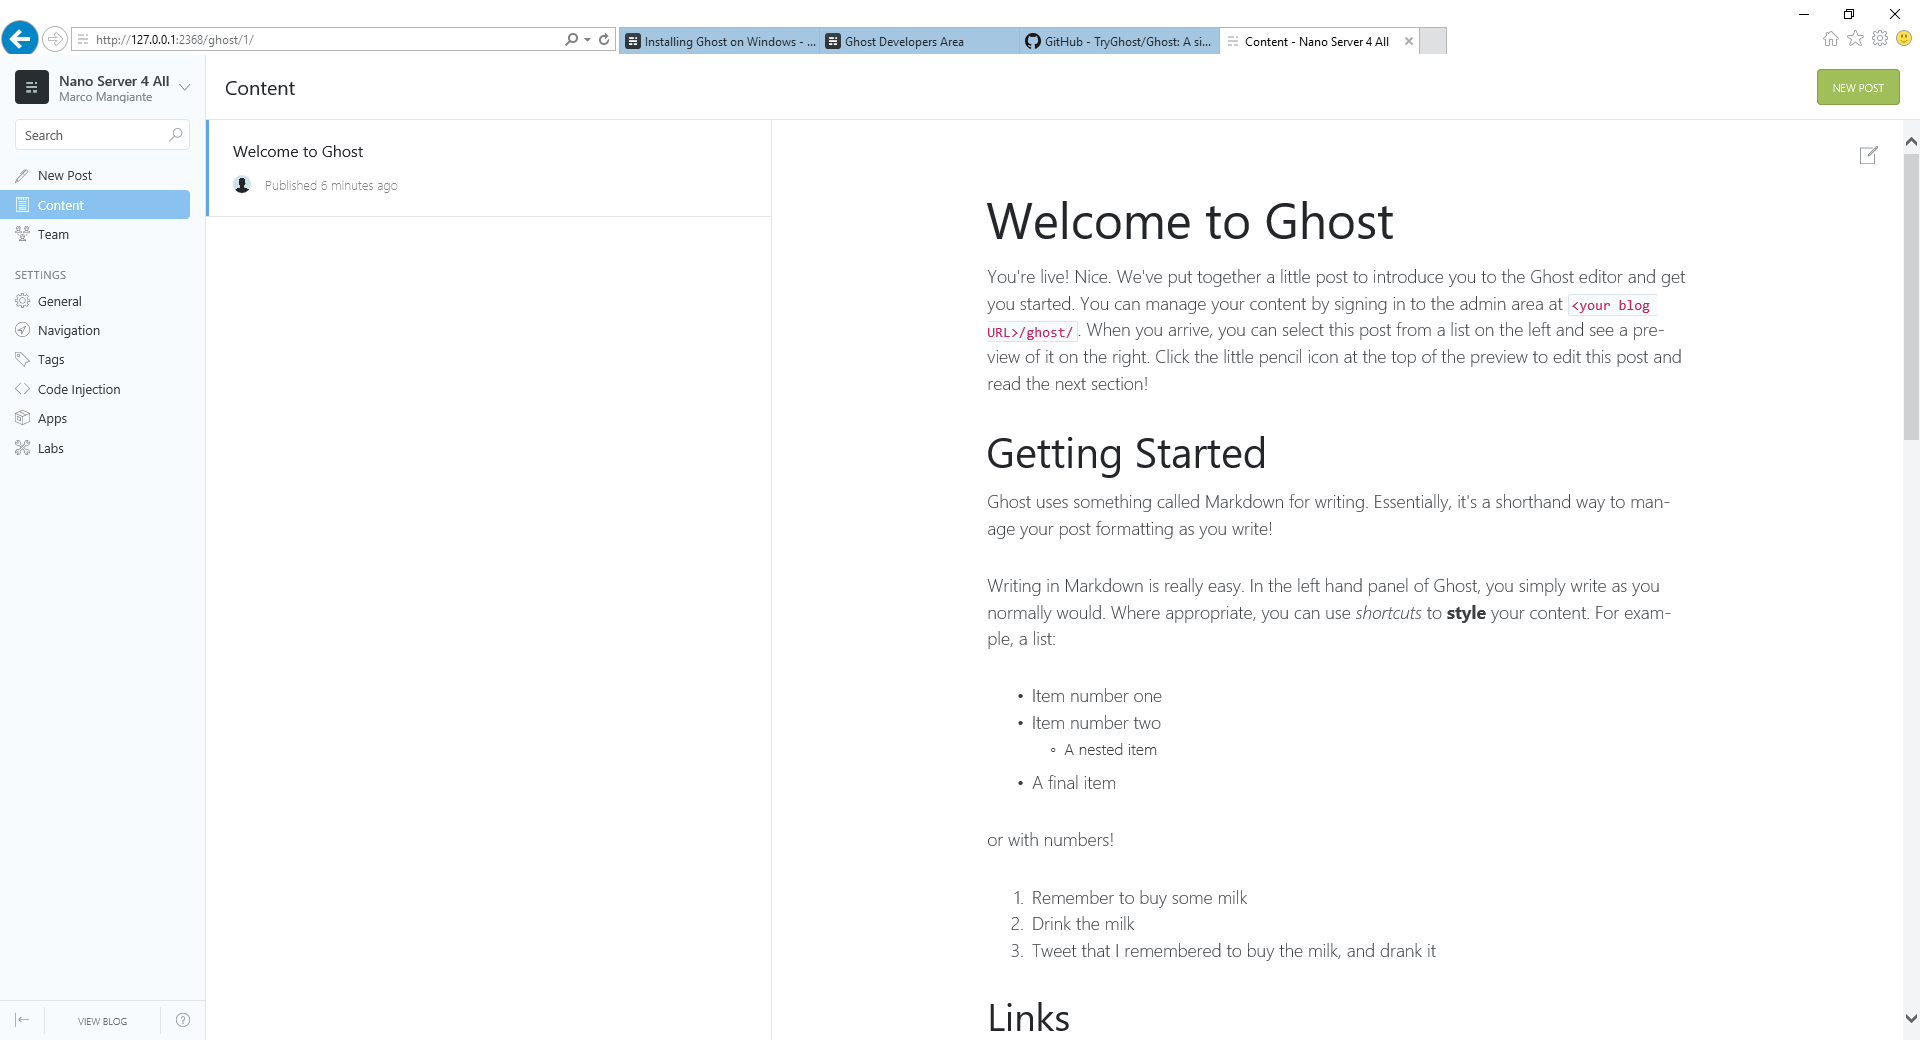 http://127.0.0.1:2368/ghost/1/
Installing Ghost on Windows - ...
Ghost Developers Area
GitHub - TryGhost/Ghost: A si...
Content - Nano Server 4 All
Nano Server 4 All
Marco Mangiante
Search
New Post
Content
Team
SETTINGS
General
Navigation
Tags
Code Injection
Apps
Labs
VIEW BLOG
Content
NEW POST
Welcome to Ghost
Published 6 minutes ago
Welcome to Ghost
You're live! Nice. We've put together a little post to introduce you to the Ghost editor and get
you started. You can manage your content by signing in to the admin area at <your blog
URL>/ghost/. When you arrive, you can select this post from a list on the left and see a pre-
view of it on the right. Click the little pencil icon at the top of the preview to edit this post and
read the next section!
Getting Started
Ghost uses something called Markdown for writing. Essentially, it's a shorthand way to man-
age your post formatting as you write!
Writing in Markdown is really easy. In the left hand panel of Ghost, you simply write as you
normally would. Where appropriate, you can use shortcuts to style your content. For exam-
ple, a list:
• Item number one
• Item number two
◦ A nested item
• A final item
or with numbers!
1. Remember to buy some milk
2. Drink the milk
3. Tweet that I remembered to buy the milk, and drank it
Links